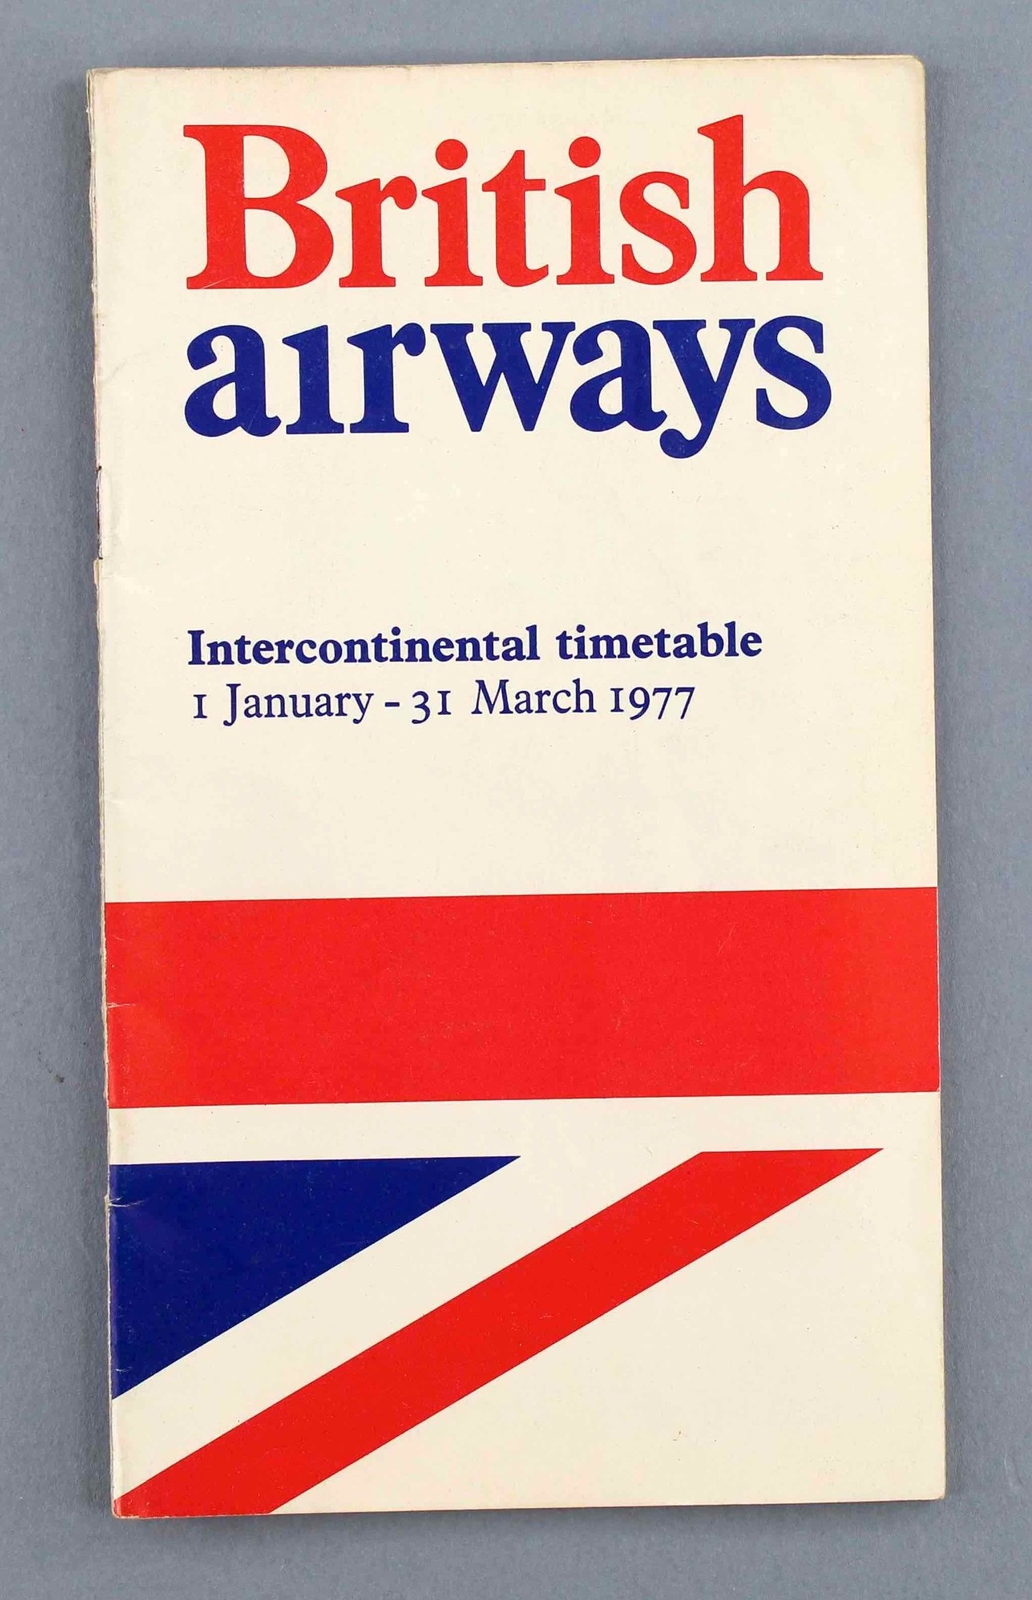 British
airways
Intercontinental timetable
1 January - 31 March 1977